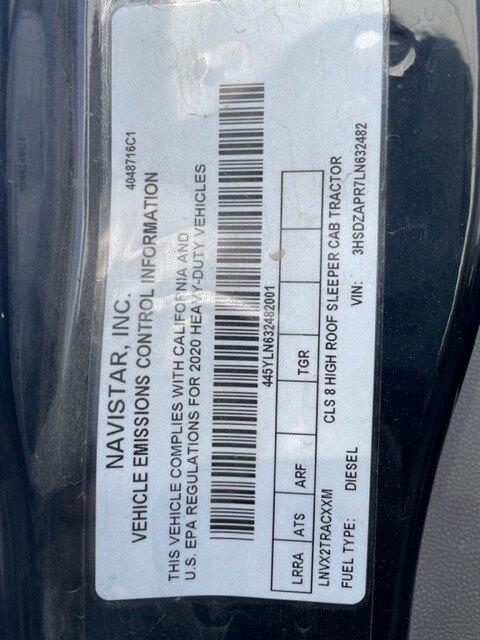 4048716C1
NAVISTAR, INC.
VEHICLE EMISSIONS CONTROL INFORMATION
THIS VEHICLE COMPLIES WITH CALIFORNIA AND
U.S. EPA REGULATIONS FOR 2020 HEAVY-DUTY VEHICLES
445YLN632482001
LRRA ATS ARF TGR
LNVX2TRACXXM CLS 8 HIGH ROOF SLEEPER CAB TRACTOR
FUEL TYPE: DIESEL VIN: 3HSDZAPR7LN632482